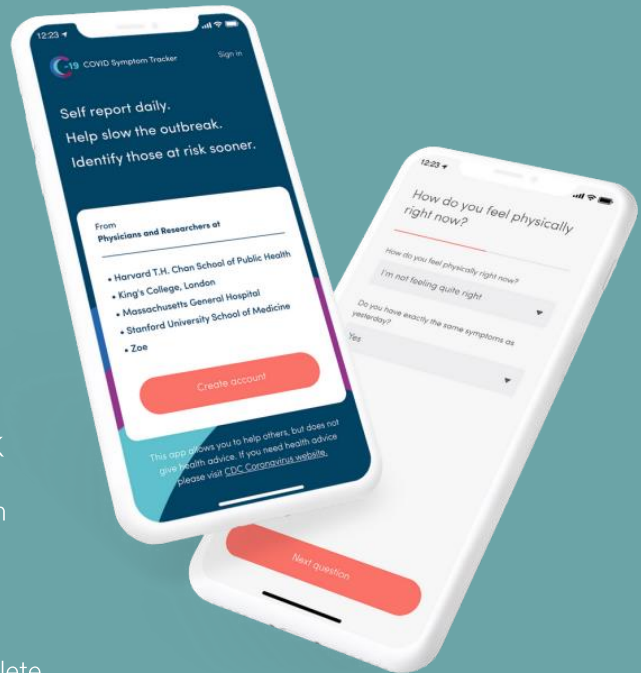 12:23
C-19 COVID Symptom Tracker
Sign in
Self report daily.
Help slow the outbreak.
Identify those at risk sooner.
From
Physicians and Researchers at
• Harvard T.H. Chan School of Public Health
• King's College, London
• Massachusetts General Hospital
• Stanford University School of Medicine
• Zoe
Create account
This app allows you to help others, but does not
give health advice. If you need health advice
please visit CDC Coronavirus website.
12:23
How do you feel physically
right now?
How do you feel physically right now?
I'm not feeling quite right
Do you have exactly the same symptoms as
yesterday?
Yes
Next question